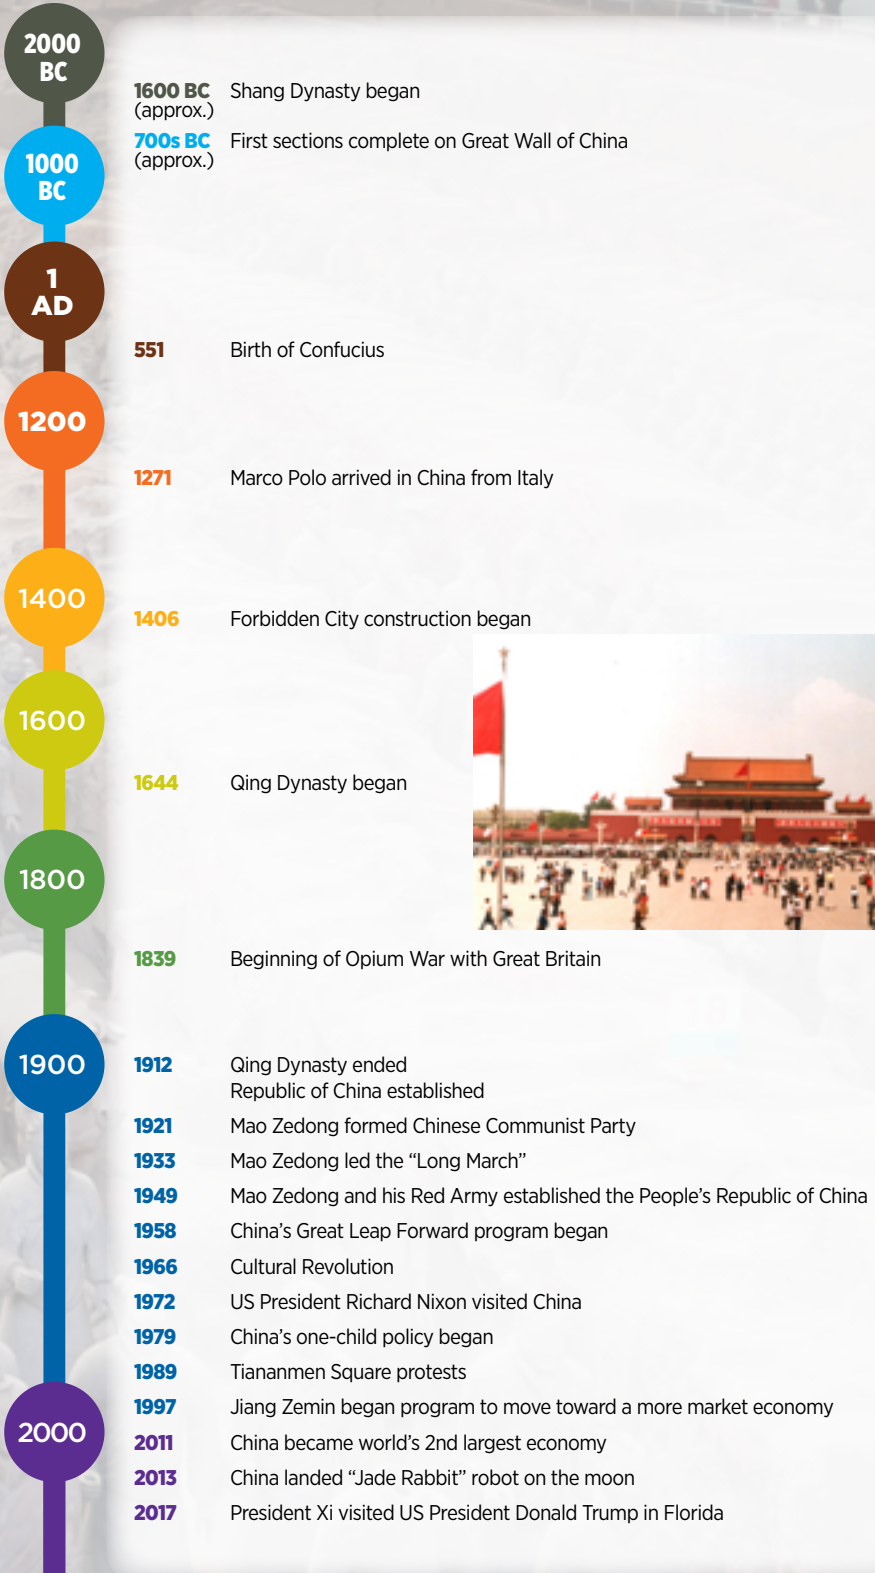 2000
BC
1600 BC Shang Dynasty began
(approx.)
700s BC First sections complete on Great Wall of China
(approx.)
1000
BC
1
AD
551 Birth of Confucius
1200
1271 Marco Polo arrived in China from Italy
1400
1406 Forbidden City construction began
1600
1644 Qing Dynasty began
1800
1839 Beginning of Opium War with Great Britain
1900
1912 Qing Dynasty ended
Republic of China established
1921 Mao Zedong formed Chinese Communist Party
1933 Mao Zedong led the “Long March”
1949 Mao Zedong and his Red Army established the People’s Republic of China
1958 China’s Great Leap Forward program began
1966 Cultural Revolution
1972 US President Richard Nixon visited China
1979 China’s one-child policy began
1989 Tiananmen Square protests
1997 Jiang Zemin began program to move toward a more market economy
2000
2011 China became world’s 2nd largest economy
2013 China landed “Jade Rabbit” robot on the moon
2017 President Xi visited US President Donald Trump in Florida